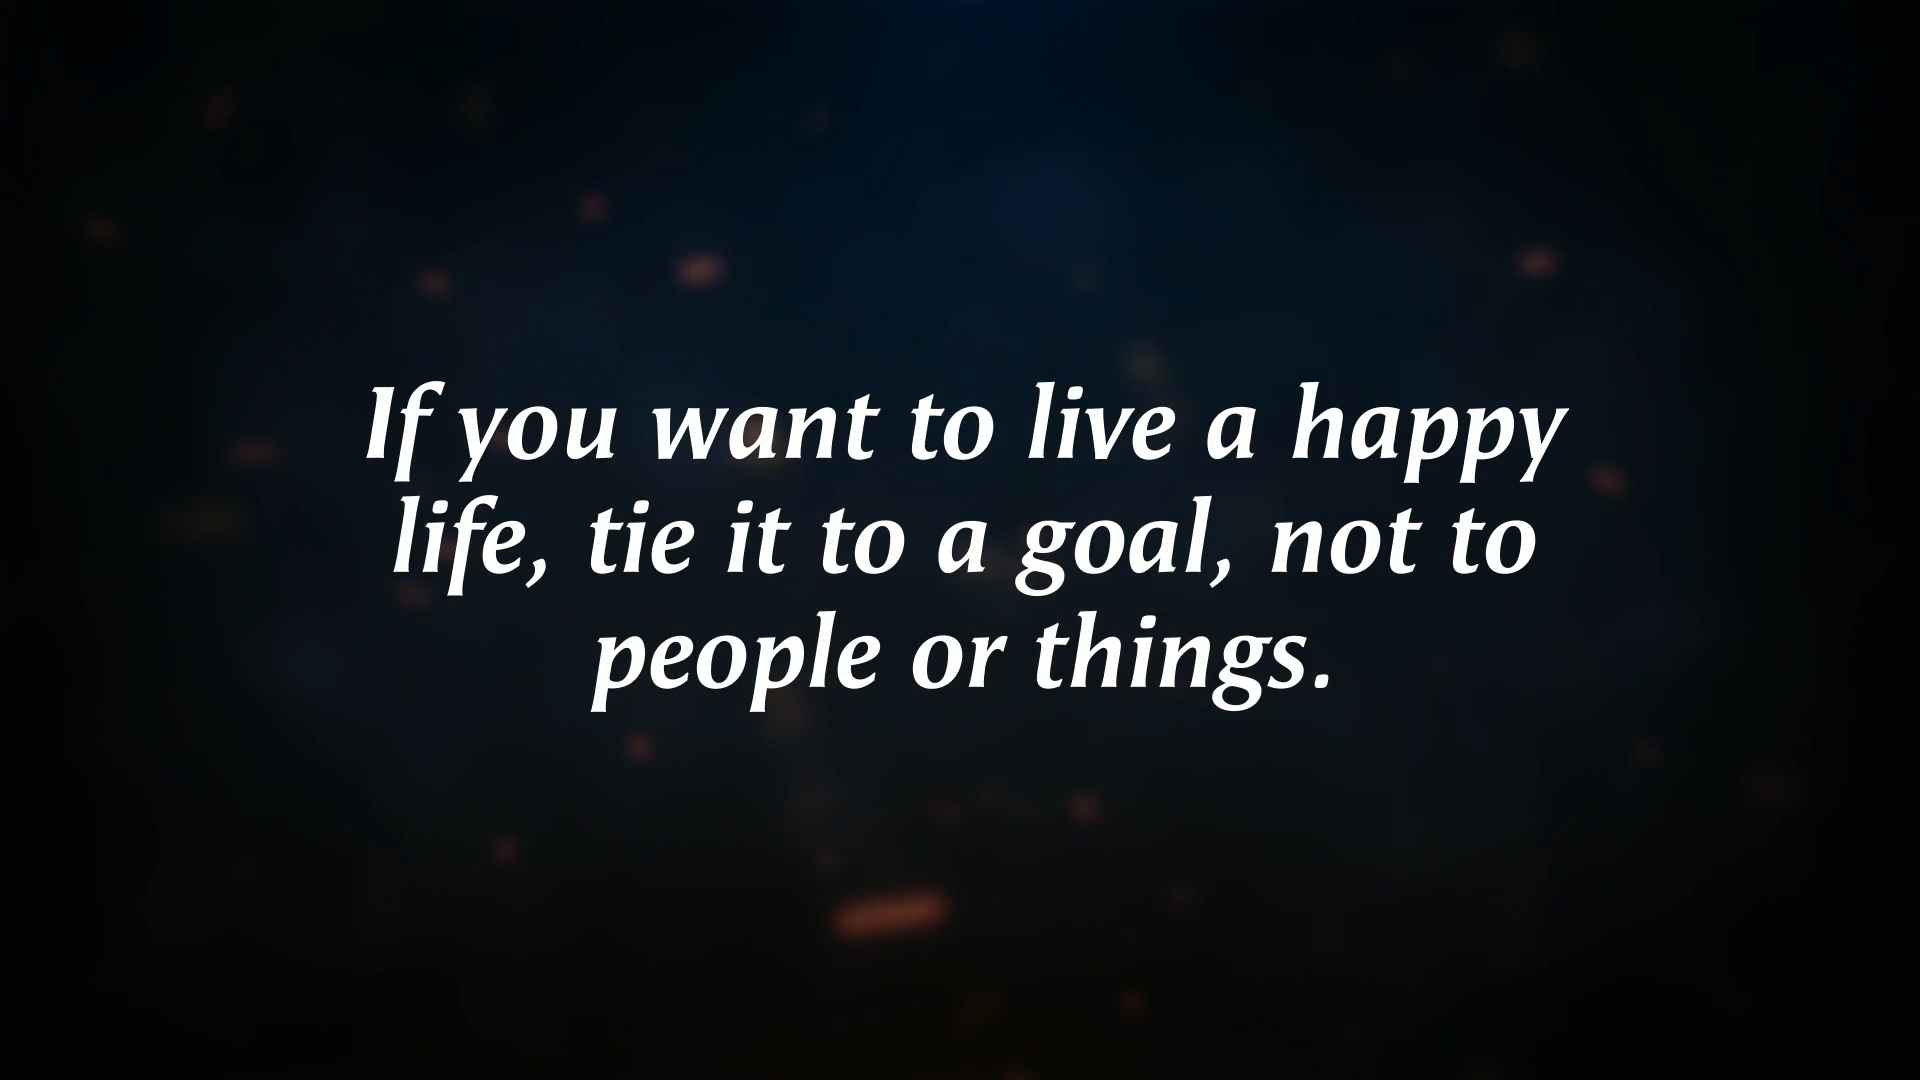 If you want to live a happy
life, tie it to a goal, not to
people or things.